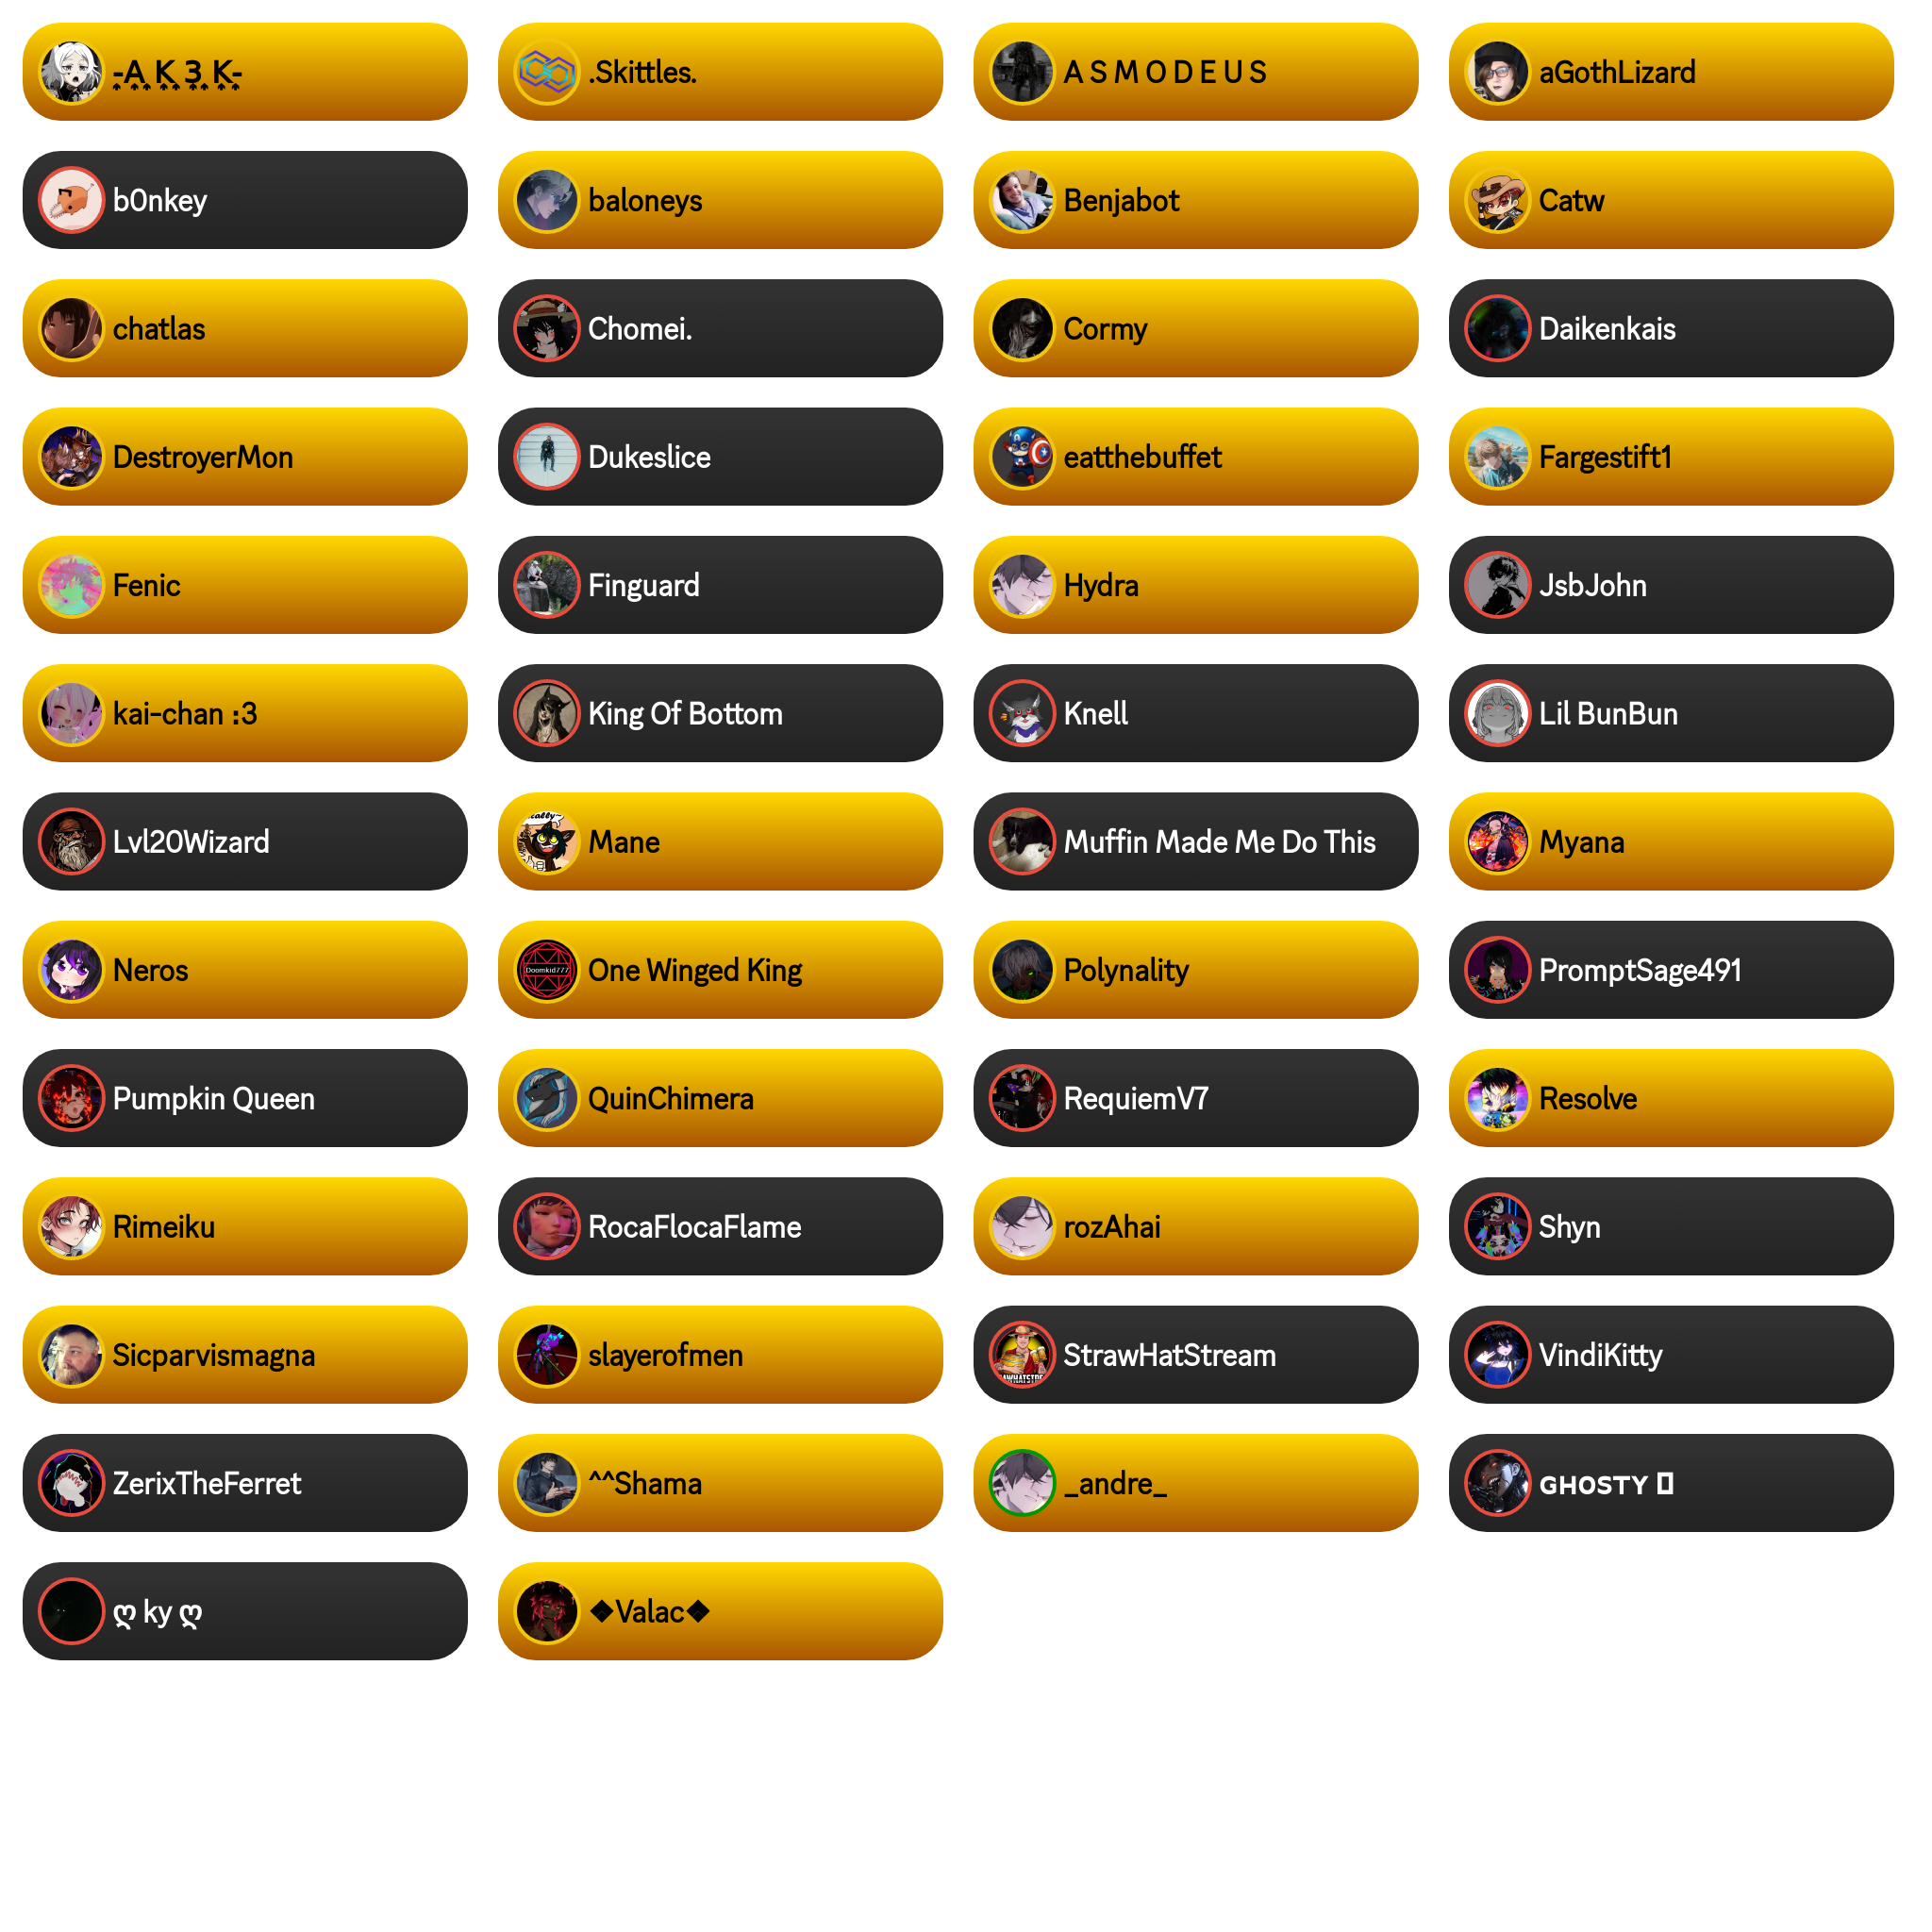 -A K 3 K-
.Skittles.
A S M O D E U S
aGothLizard
b0nkey
baloneys
Benjabot
Catw
chatlas
Chomei.
Cormy
Daikenkais
DestroyerMon
Dukeslice
eatthebuffet
Fargestift1
Fenic
Finguard
Hydra
JsbJohn
kai-chan :3
King Of Bottom
Knell
Lil BunBun
Lvl20Wizard
Mane
Muffin Made Me Do This
Myana
Neros
Doomkid777
One Winged King
Polynality
PromptSage491
Pumpkin Queen
QuinChimera
RequiemV7
Resolve
Rimeiku
RocaFlocaFlame
rozAhai
Shyn
Sicparvismagna
slayerofmen
StrawHatStream
VindiKitty
ZerixTheFerret
^^Shama
_andre_
ɢʜᴏsᴛʏ
ღ ky ღ
❖Valac❖